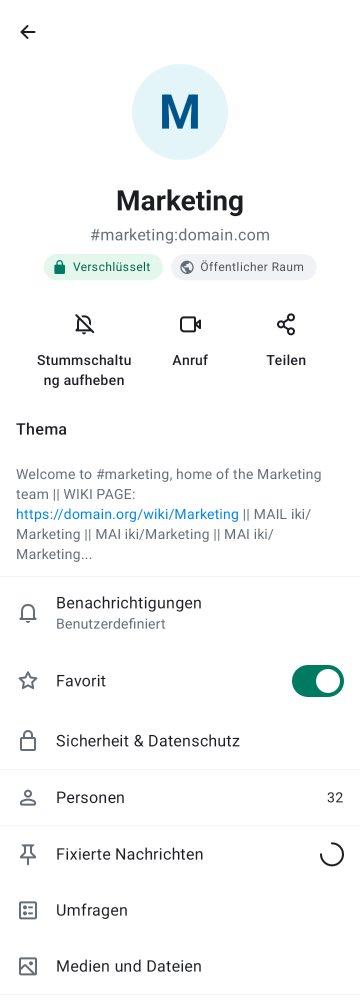 M
Marketing
#marketing:domain.com
Verschlüsselt
Öffentlicher Raum
Stummschaltu
ng aufheben
Anruf
Teilen
Thema
Welcome to #marketing, home of the Marketing
team || WIKI PAGE:
https://domain.org/wiki/Marketing || MAIL iki/
Marketing || MAI iki/Marketing || MAI iki/
Marketing...
Benachrichtigungen
Benutzerdefiniert
Favorit
Sicherheit & Datenschutz
Personen
32
Fixierte Nachrichten
Umfragen
Medien und Dateien